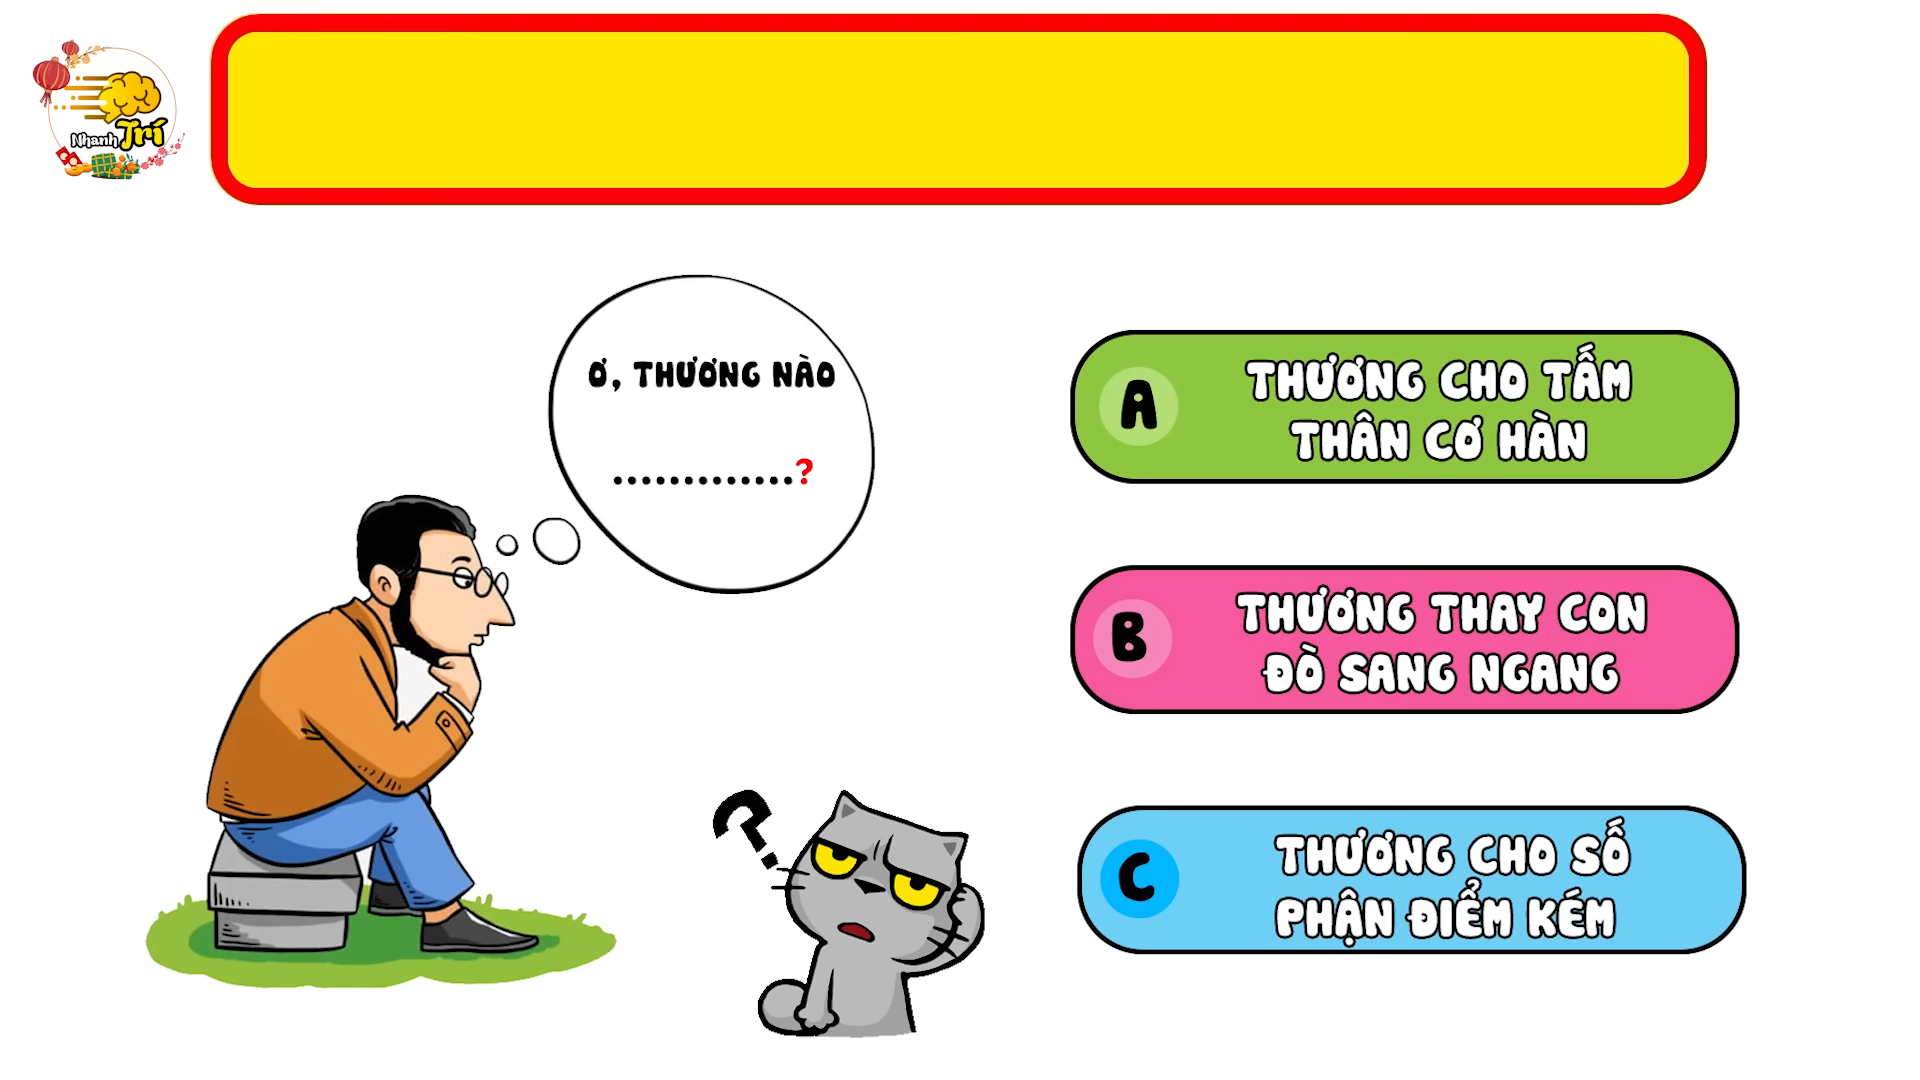 Nhanh Trí
Ơ, THƯƠNG NÀO
.............?
A
THƯƠNG CHO TẤM
THÂN CƠ HÀN
B
THƯƠNG THAY CON
ĐÒ SANG NGANG
?
C
THƯƠNG CHO SỐ
PHẬN ĐIỂM KÉM